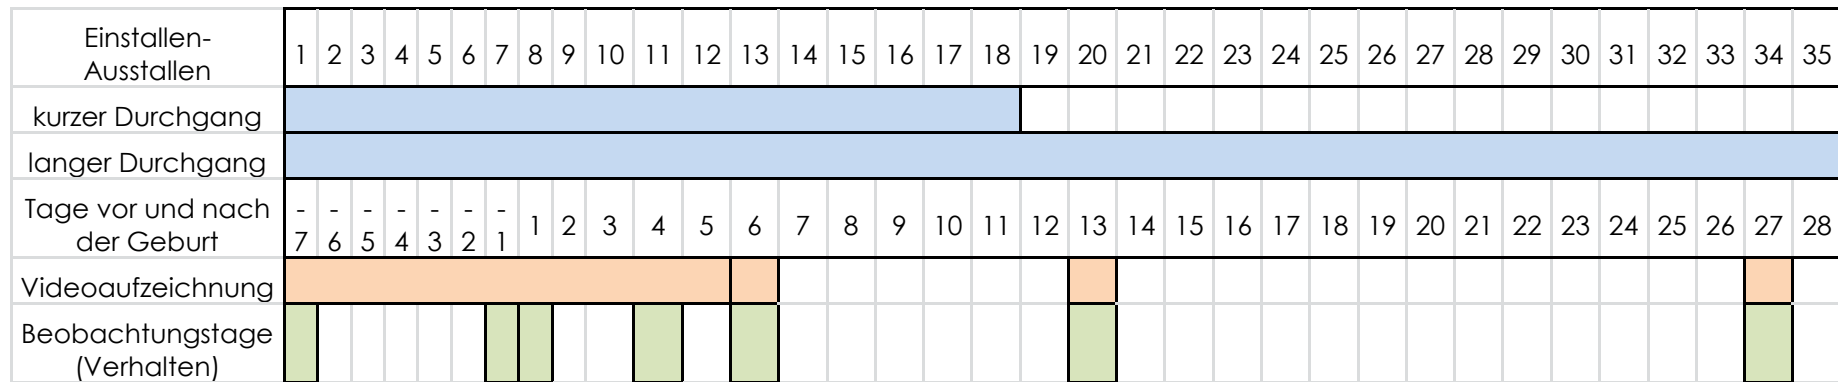 Einstallen-
Ausstallen 1 2 3 4 5 6 7 8 9 10 11 12 13 14 15 16 17 18 19 20 21 22 23 24 25 26 27 28 29 30 31 32 33 34 35
kurzer Durchgang
langer Durchgang
Tage vor und nach
der Geburt -7 -6 -5 -4 -3 -2 -1 1 2 3 4 5 6 7 8 9 10 11 12 13 14 15 16 17 18 19 20 21 22 23 24 25 26 27 28
Videoaufzeichnung
Beobachtungstage
(Verhalten)